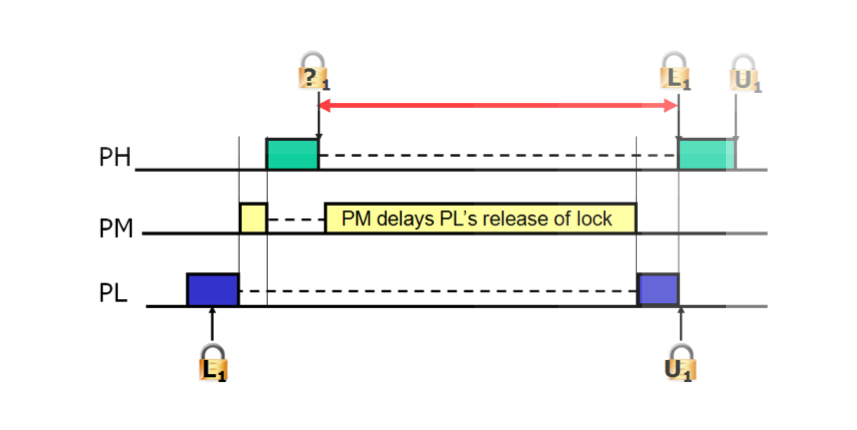 ?1
L1
U1
PH
PM
PM delays PL's release of lock
PL
L1
U1